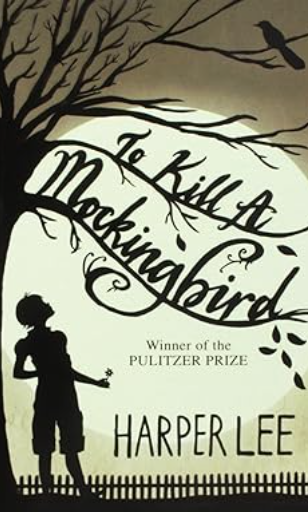 To Kill A
Mockingbird
Winner of the
PULITZER PRIZE
HARPER LEE